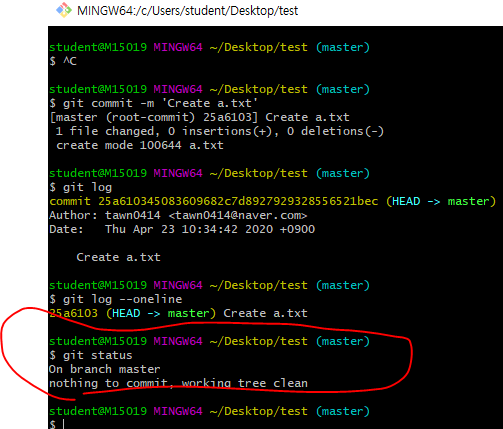 MINGW64:/c/Users/student/Desktop/test
student@M15019 MINGW64 ~/Desktop/test (master)
$ ^C
student@M15019 MINGW64 ~/Desktop/test (master)
$ git commit -m 'Create a.txt'
[master (root-commit) 25a6103] Create a.txt
1 file changed, 0 insertions(+), 0 deletions(-)
create mode 100644 a.txt
student@M15019 MINGW64 ~/Desktop/test (master)
$ git log
commit 25a610345083609682c7d8927929328556521bec (HEAD -> master)
Author: tawn0414 <tawn0414@naver.com>
Date:   Thu Apr 23 10:34:42 2020 +0900
Create a.txt
student@M15019 MINGW64 ~/Desktop/test (master)
$ git log --oneline
25a6103 (HEAD -> master) Create a.txt
student@M15019 MINGW64 ~/Desktop/test (master)
$ git status
On branch master
nothing to commit, working tree clean
student@M15019 MINGW64 ~/Desktop/test (master)
$